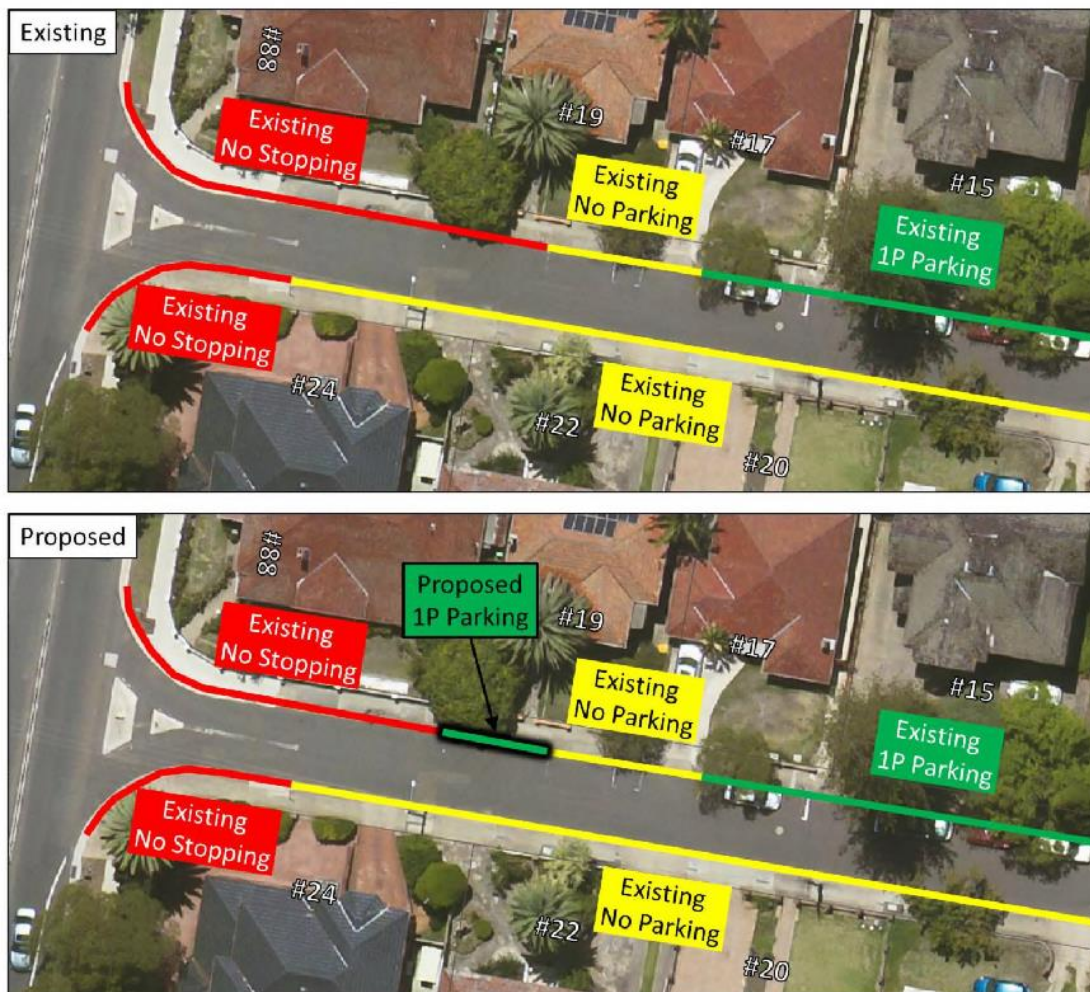 Existing
#88
#19
#17
#15
Existing
No Stopping
Existing
No Parking
Existing
1P Parking
Existing
No Stopping
#24
#22
Existing
No Parking
#20
Proposed
#88
Proposed
1P Parking
#19
#17
#15
Existing
No Stopping
Existing
No Parking
Existing
1P Parking
Existing
No Stopping
#24
#22
Existing
No Parking
#20